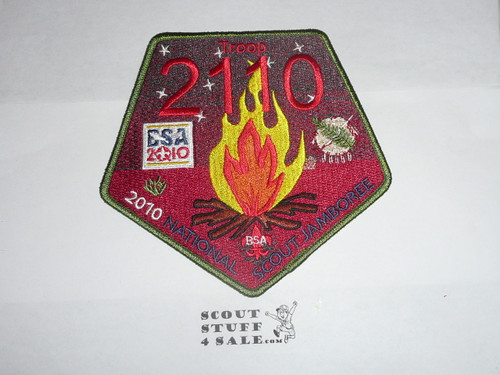 Troop
2110
BSA
2010
2010 NATIONAL SCOUT JAMBOREE
BSA
SCOUT
STUFF
4 SALE.com